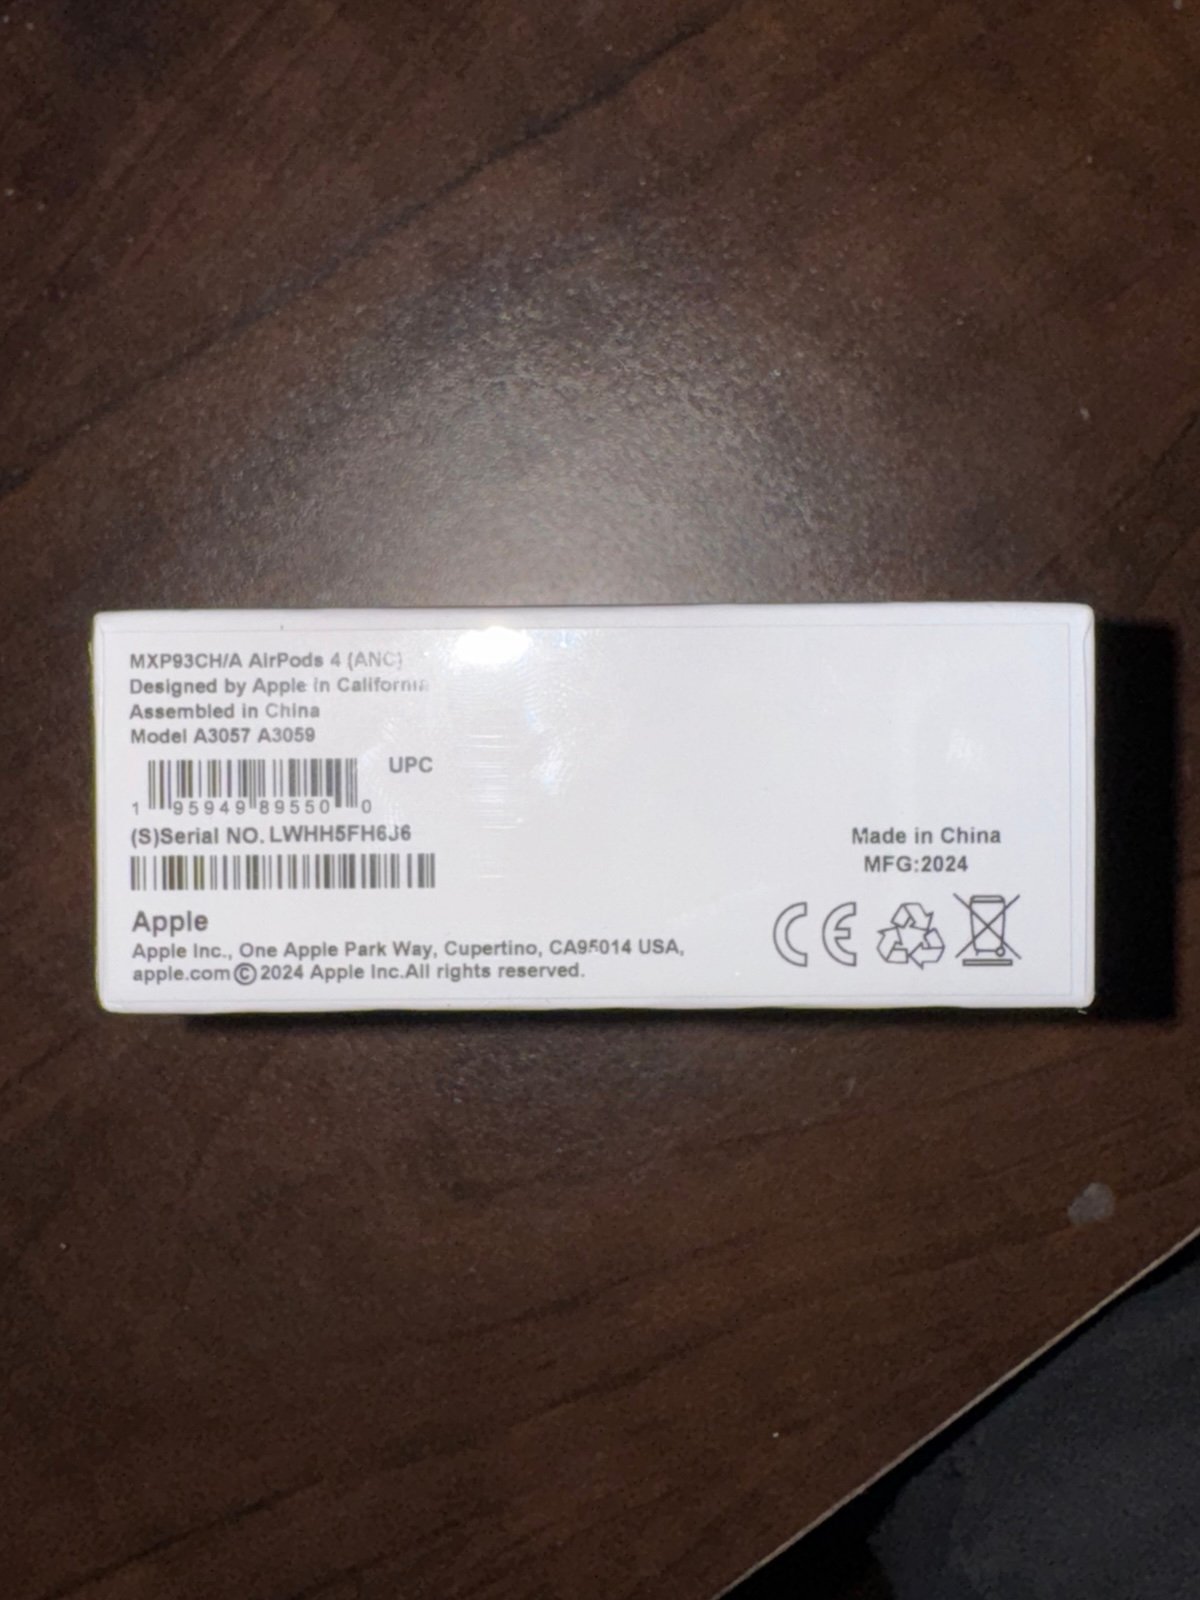 MXP93CH/A AirPods 4 (ANC)
Designed by Apple in California
Assembled in China
Model A3057 A3059
UPC
1 95949 89550 0
(S)Serial NO. LWHH5FH6J6
Made in China
MFG:2024
Apple
Apple Inc., One Apple Park Way, Cupertino, CA95014 USA,
apple.com©2024 Apple Inc.All rights reserved.
CE